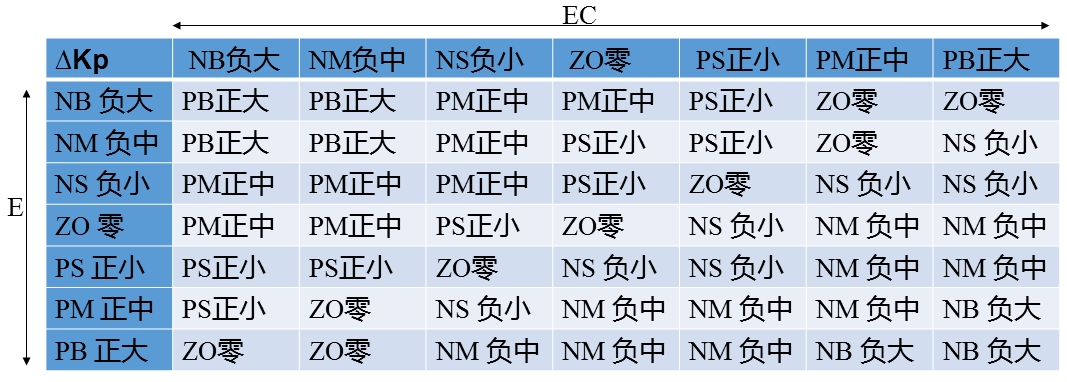 EC
ΔKp NB负大 NM负中 NS负小 ZO零 PS正小 PM正中 PB正大
NB 负大 PB正大 PB正大 PM正中 PM正中 PS正小 ZO零 ZO零
NM 负中 PB正大 PB正大 PM正中 PS正小 PS正小 ZO零 NS 负小
NS 负小 PM正中 PM正中 PM正中 PS正小 ZO零 NS 负小 NS 负小
E
ZO 零 PM正中 PM正中 PS正小 ZO零 NS 负小 NM 负中 NM 负中
PS 正小 PS正小 PS正小 ZO零 NS 负小 NS 负小 NM 负中 NM 负中
PM 正中 PS正小 ZO零 NS 负小 NM 负中 NM 负中 NM 负中 NB 负大
PB 正大 ZO零 ZO零 NM 负中 NM 负中 NM 负中 NB 负大 NB 负大